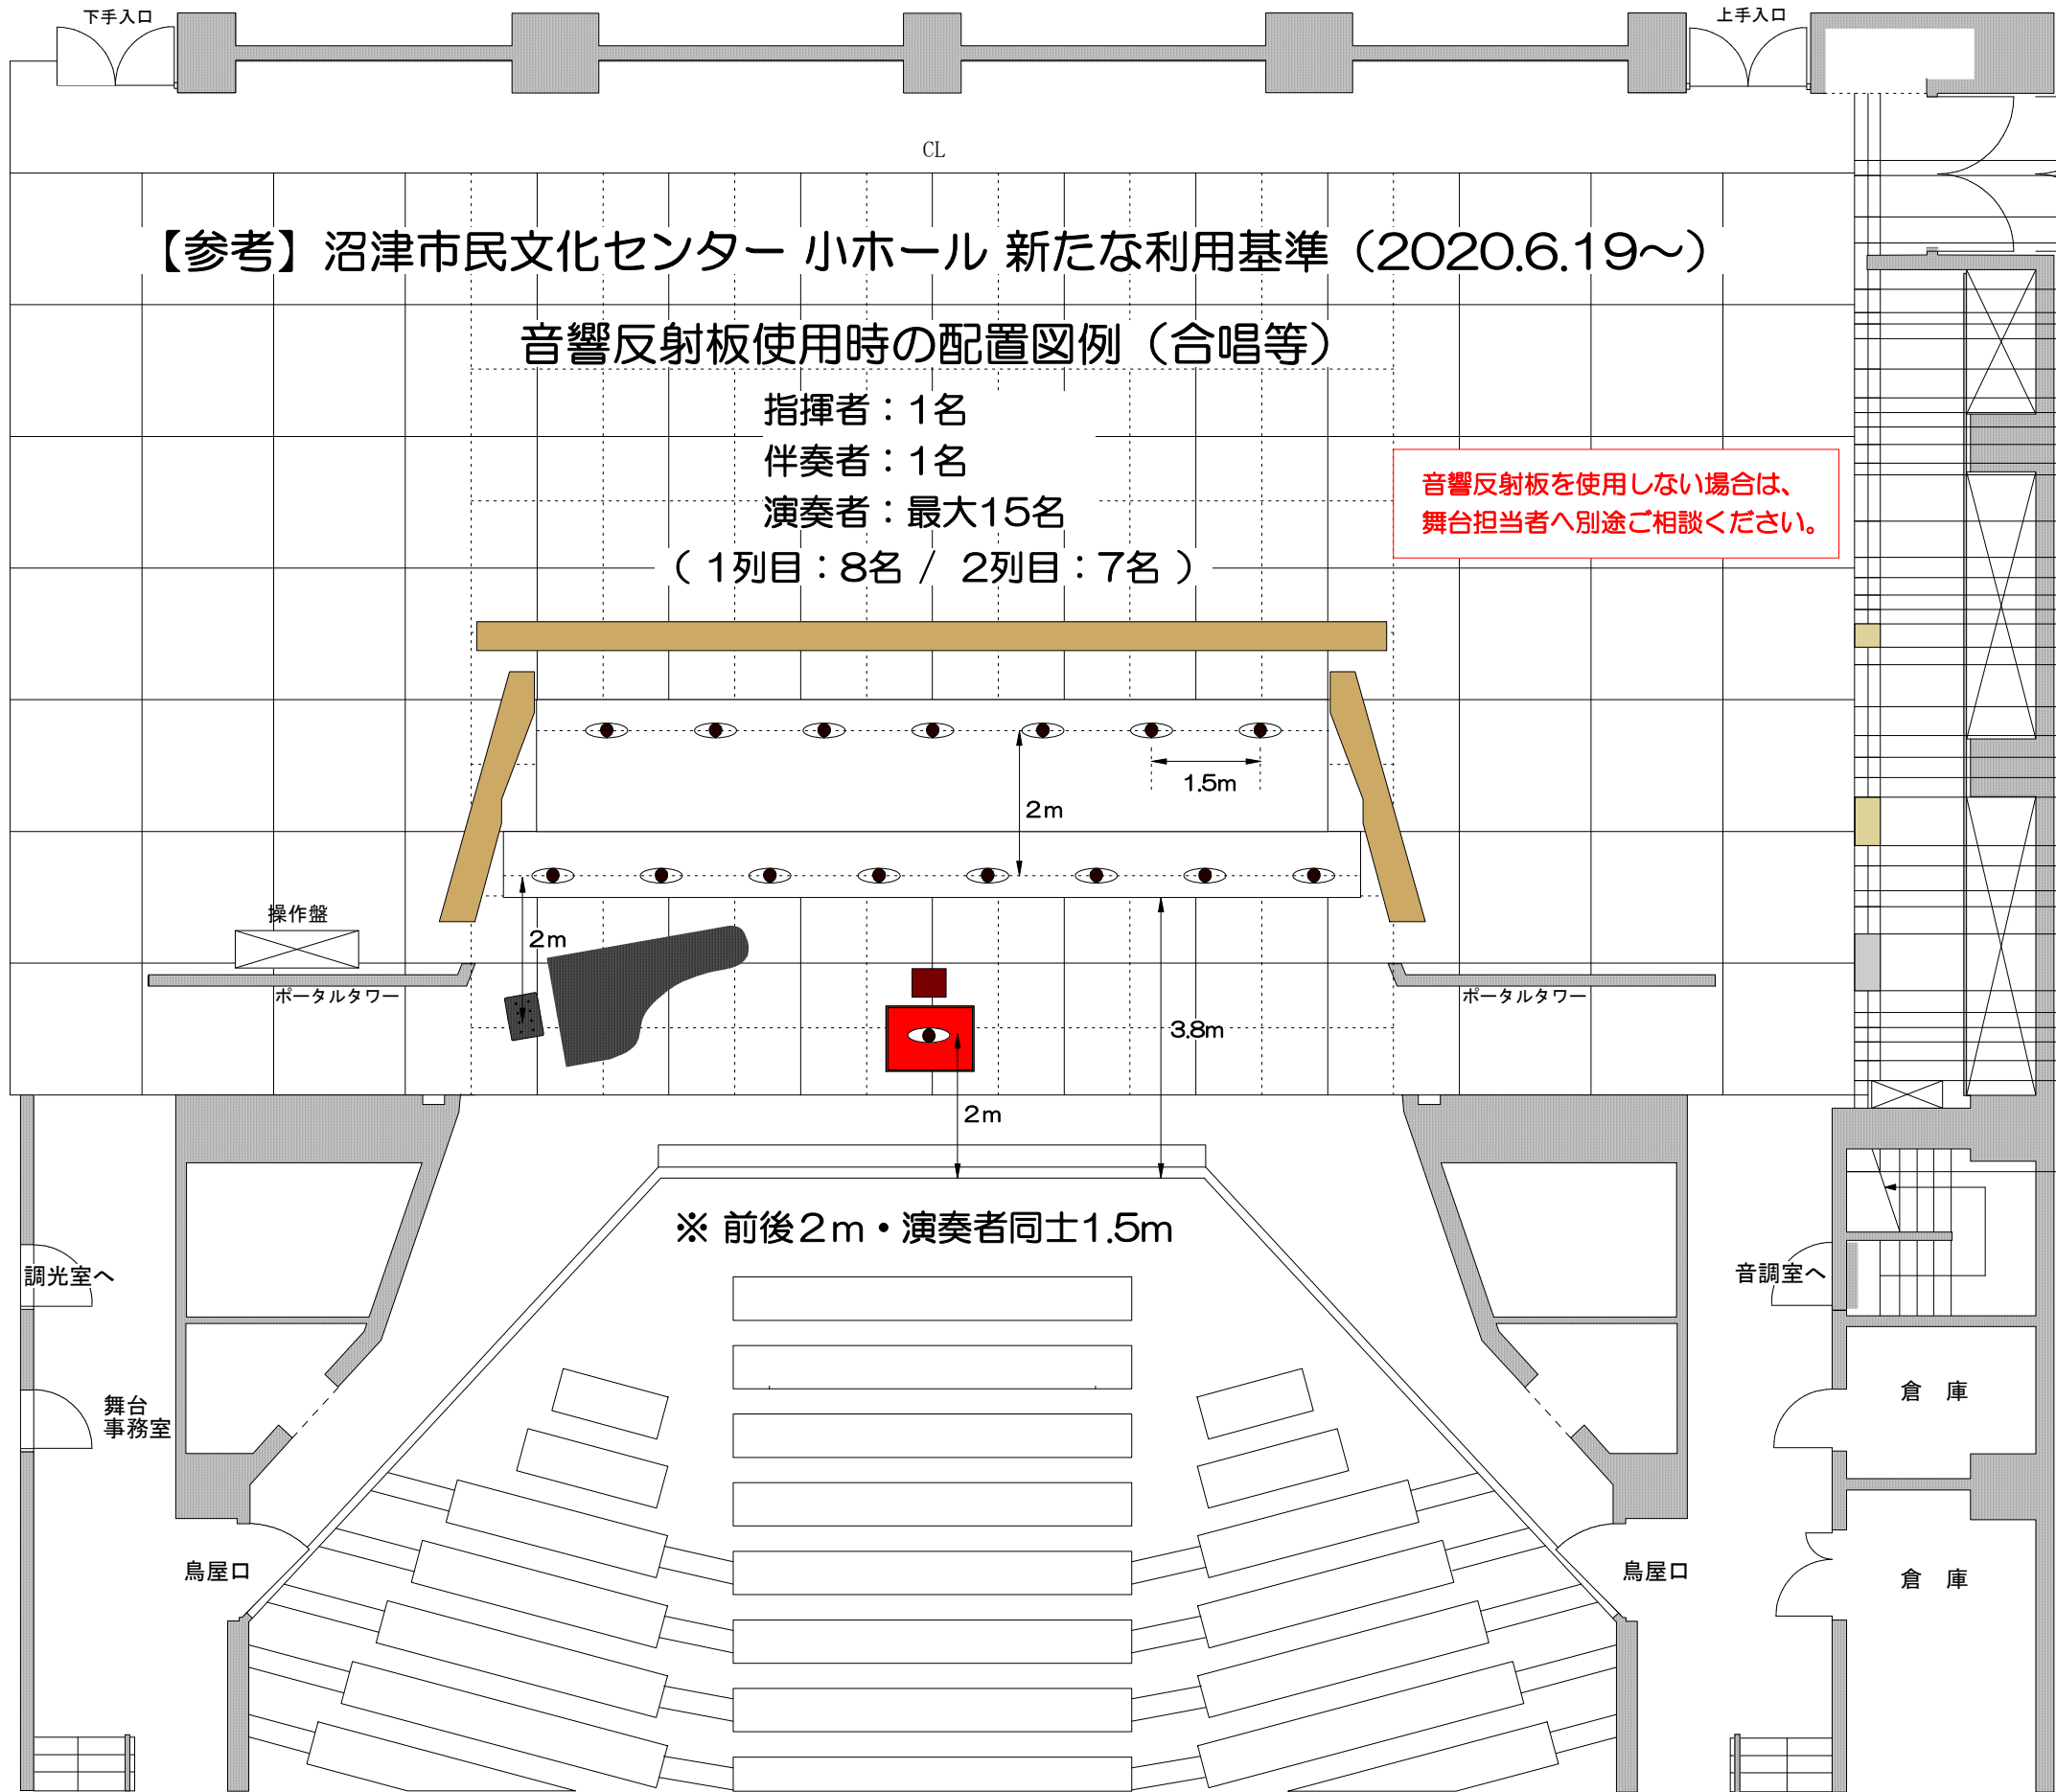 下手入口
上手入口
CL
【参考】沼津市民文化センター 小ホール 新たな利用基準（2020.6.19～）
音響反射板使用時の配置図例（合唱等）
指揮者：1名
伴奏者：1名
演奏者：最大15名
（ 1列目：8名 / 2列目：7名 ）
音響反射板を使用しない場合は、
舞台担当者へ別途ご相談ください。
1.5m
2m
操作盤
2m
ポータルタワー
ポータルタワー
3.8m
2m
※ 前後2m・演奏者同士1.5m
調光室へ
音調室へ
舞台
事務室
倉 庫
鳥屋口
鳥屋口
倉 庫